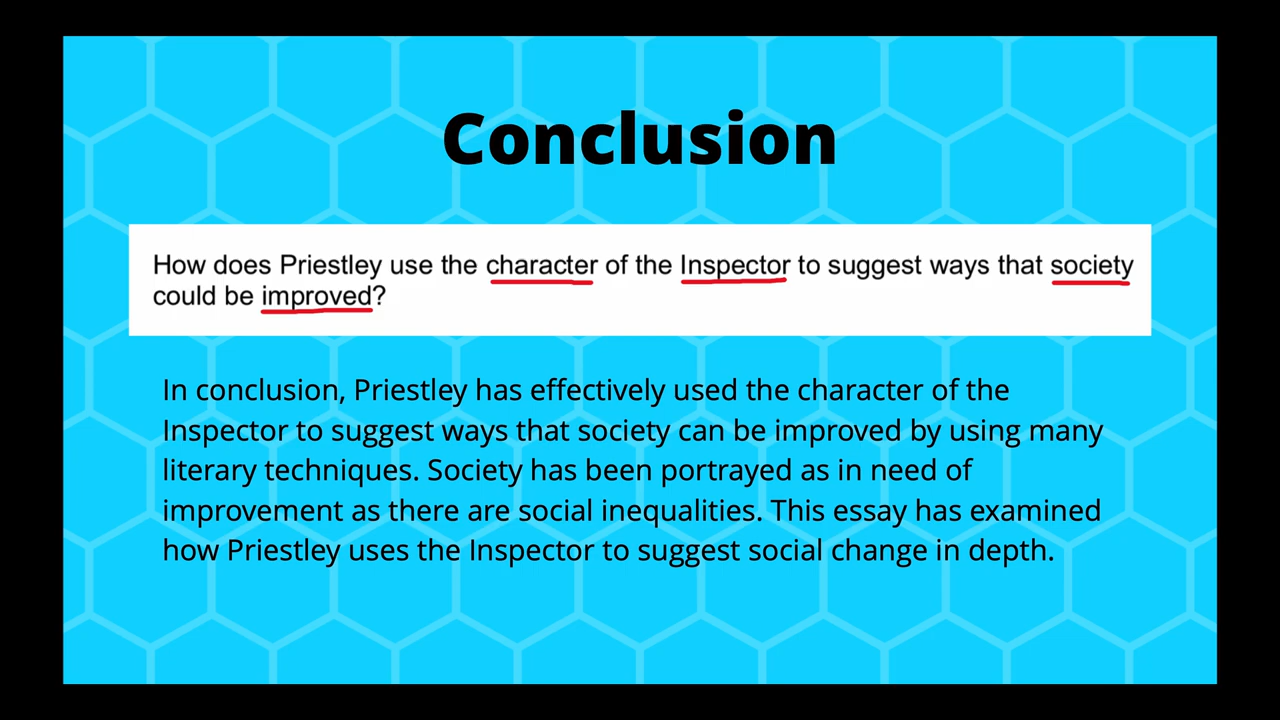 Conclusion
How does Priestley use the character of the Inspector to suggest ways that society
could be improved?
In conclusion, Priestley has effectively used the character of the
Inspector to suggest ways that society can be improved by using many
literary techniques. Society has been portrayed as in need of
improvement as there are social inequalities. This essay has examined
how Priestley uses the Inspector to suggest social change in depth.